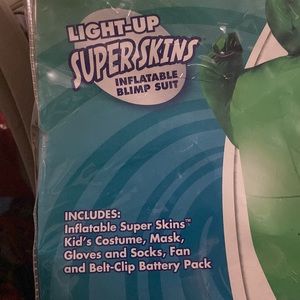 LIGHT-UP
SUPER SKINS™
INFLATABLE
BLIMP SUIT
INCLUDES:
Inflatable Super Skins™
Kid's Costume, Mask,
Gloves and Socks, Fan
and Belt-Clip Battery Pack